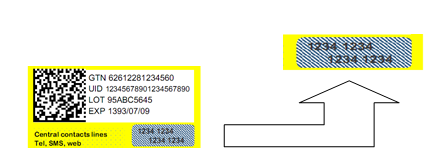 GTN 62612281234560
UID 12345678901234567890
LOT 95ABC5645
EXP 1393/07/09
Central contacts lines
Tel, SMS, web
1234 1234
1234 1234
1234 1234
1234 1234